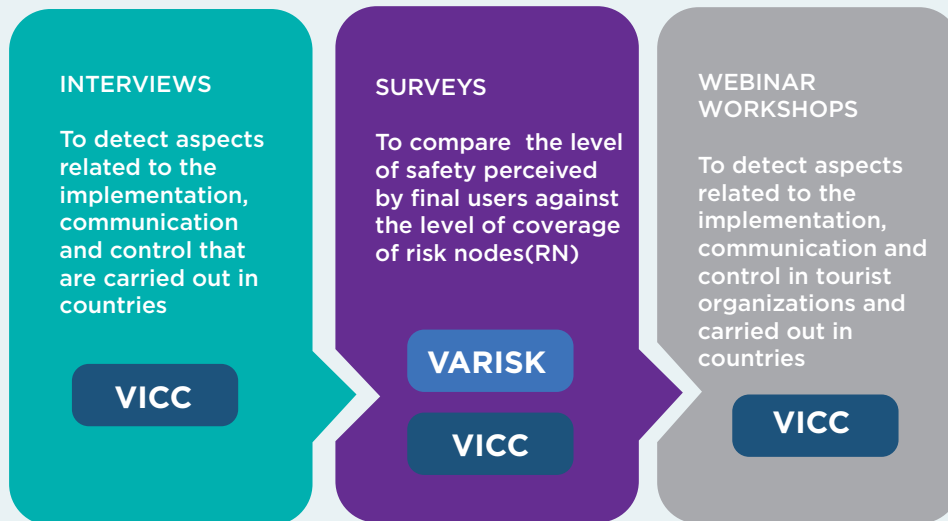 INTERVIEWS
To detect aspects
related to the
implementation,
communication
and control that
are carried out in
countries
VICC
SURVEYS
To compare  the level
of safety perceived
by final users against
the level of coverage
of risk nodes(RN)
VARISK
VICC
WEBINAR
WORKSHOPS
To detect aspects
related to the
implementation,
communication and
control in tourist
organizations and
carried out in
countries
VICC